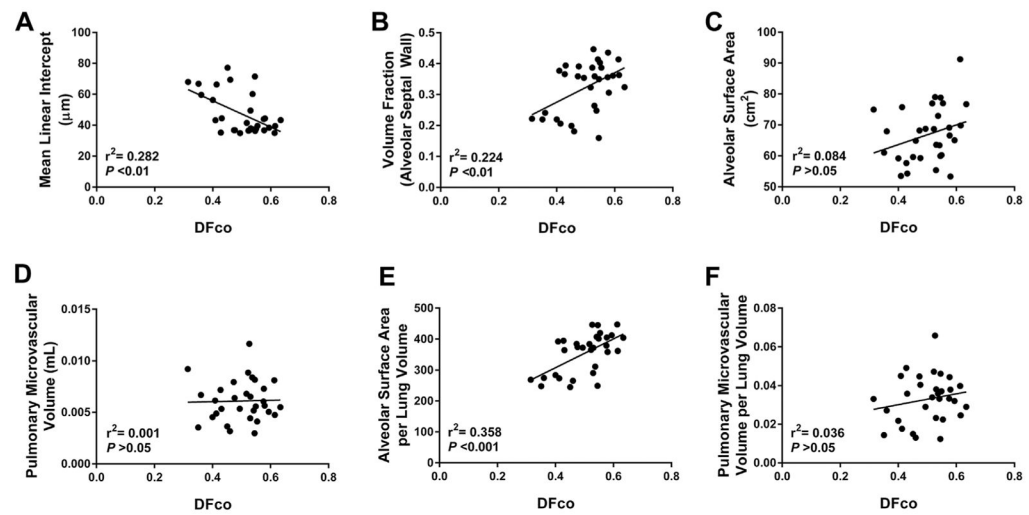 A
Mean Linear Intercept
(μm)
100
80
60
40
20
0
r²= 0.282
P <0.01
0.0 0.2 0.4 0.6 0.8
DFco
B
Volume Fraction
(Alveolar Septal Wall)
0.5
0.4
0.3
0.2
0.1
0.0
r²= 0.224
P <0.01
0.0 0.2 0.4 0.6 0.8
DFco
C
Alveolar Surface Area
(cm²)
100
90
80
70
60
50
r²= 0.084
P >0.05
0.0 0.2 0.4 0.6 0.8
DFco
D
Pulmonary Microvascular
Volume (mL)
0.015
0.010
0.005
0.000
r²= 0.001
P >0.05
0.0 0.2 0.4 0.6 0.8
DFco
E
Alveolar Surface Area
per Lung Volume
500
400
300
200
100
0
r²= 0.358
P <0.001
0.0 0.2 0.4 0.6 0.8
DFco
F
Pulmonary Microvascular
Volume per Lung Volume
0.08
0.06
0.04
0.02
0.00
r²= 0.036
P >0.05
0.0 0.2 0.4 0.6 0.8
DFco